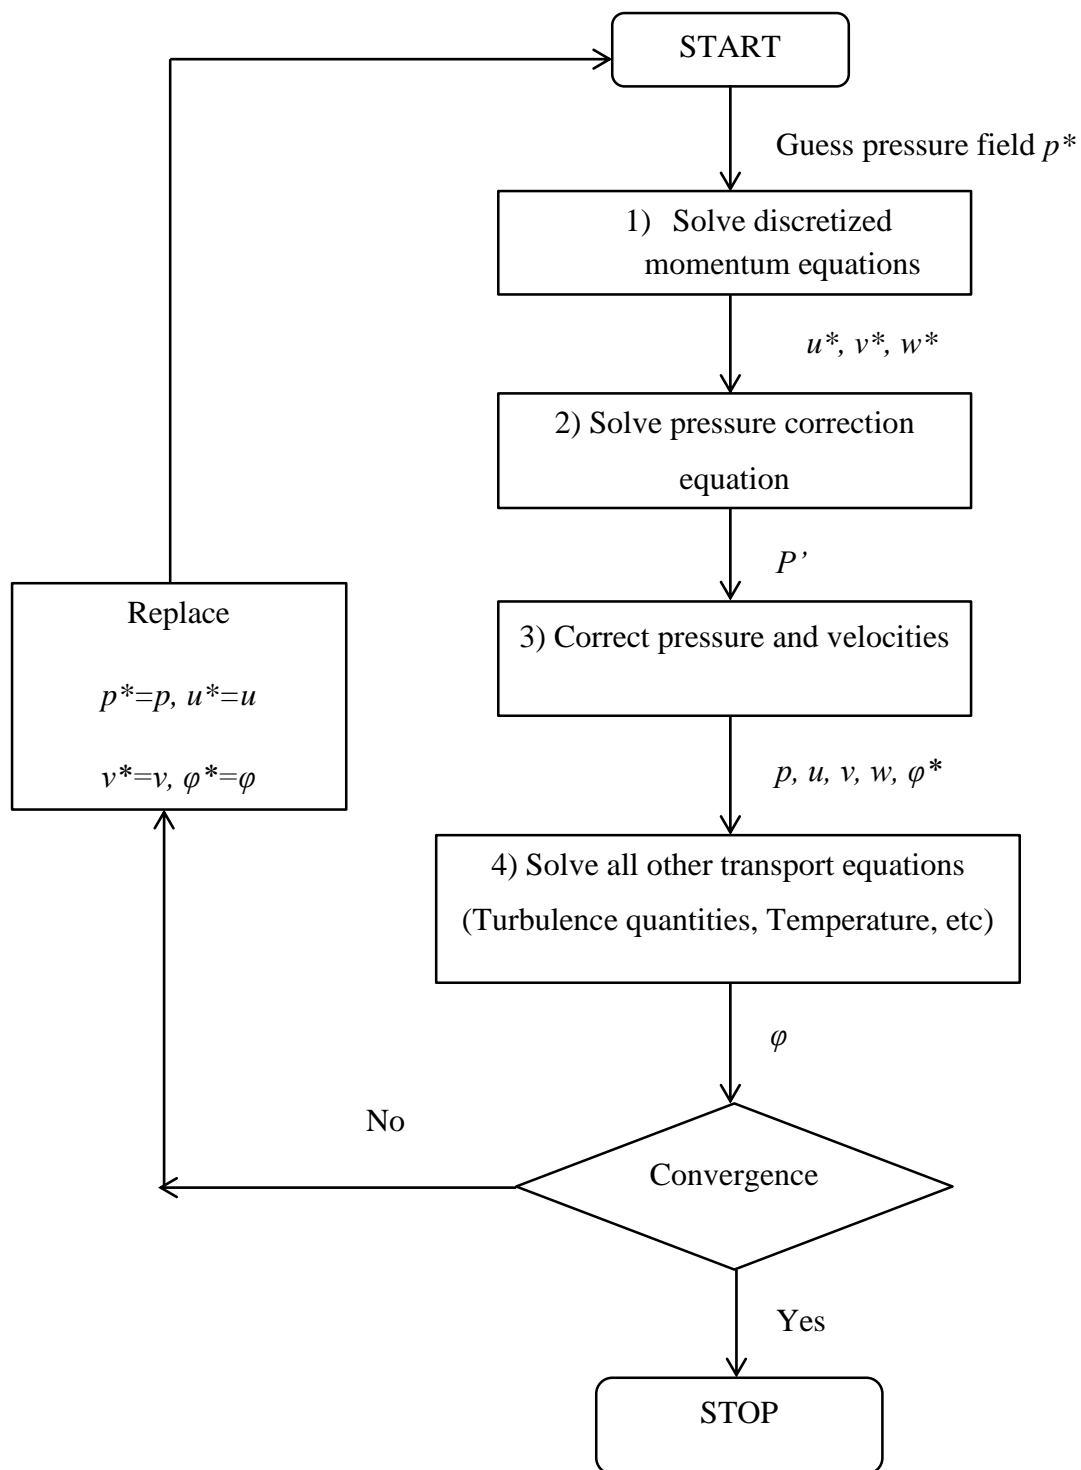 START
Guess pressure field p*
1) Solve discretized
momentum equations
u*, v*, w*
2) Solve pressure correction
equation
P’
3) Correct pressure and velocities
p, u, v, w, φ*
4) Solve all other transport equations
(Turbulence quantities, Temperature, etc)
φ
Convergence
No
Replace
p*=p, u*=u
v*=v, φ*=φ
Yes
STOP